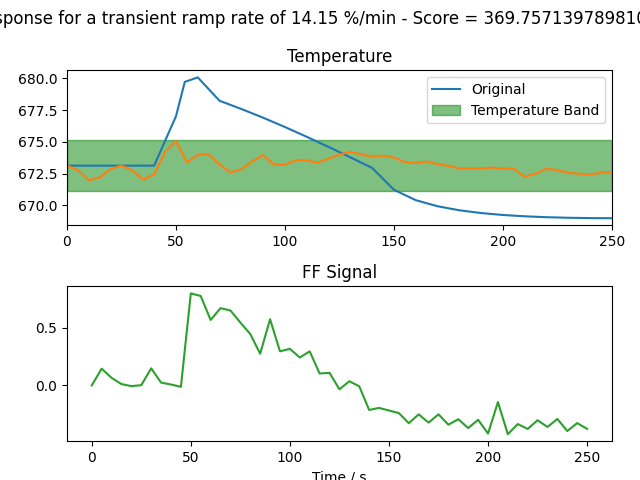 sponse for a transient ramp rate of 14.15 %/min - Score = 369.757139789810
Temperature
680.0
677.5
675.0
672.5
670.0
Original
Temperature Band
0 50 100 150 200 250
FF Signal
0.5
0.0
0 50 100 150 200 250
Time / s